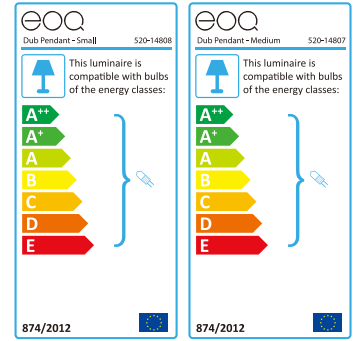 eoq
Dub Pendant - Small 520-14808
This luminaire is
compatible with bulbs
of the energy classes:
A++
A+
A
B
C
D
E
874/2012
eoq
Dub Pendant - Medium 520-14807
This luminaire is
compatible with bulbs
of the energy classes:
A++
A+
A
B
C
D
E
874/2012